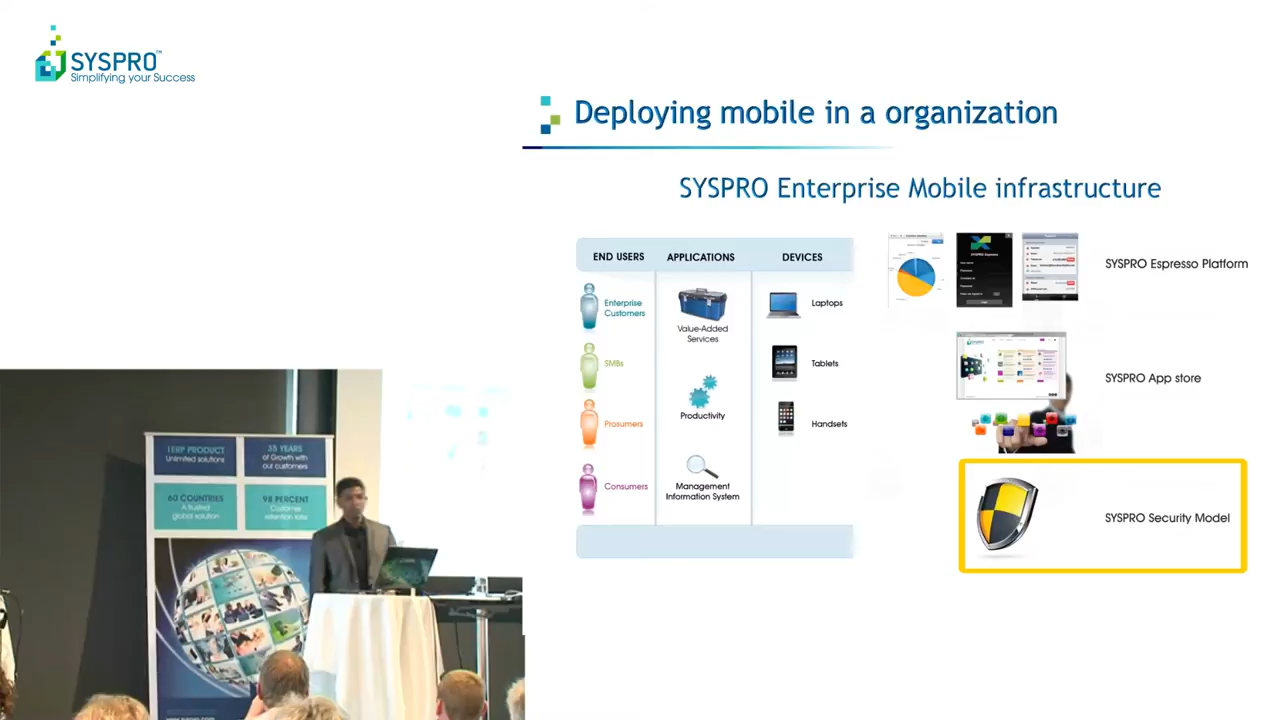 SYSPRO™
Simplifying your Success
Deploying mobile in a organization
SYSPRO Enterprise Mobile infrastructure
END USERS
APPLICATIONS
DEVICES
Enterprise
Customers
SMBs
Prosumers
Consumers
Value-Added
Services
Productivity
Management
Information System
Laptops
Tablets
Handsets
SYSPRO Espresso Platform
SYSPRO App store
SYSPRO Security Model
1 ERP PRODUCT
Unlimited solutions
35 YEARS
of Growth with
our customers
60 COUNTRIES
A trusted
global solution
98 PERCENT
Customer
retention rate